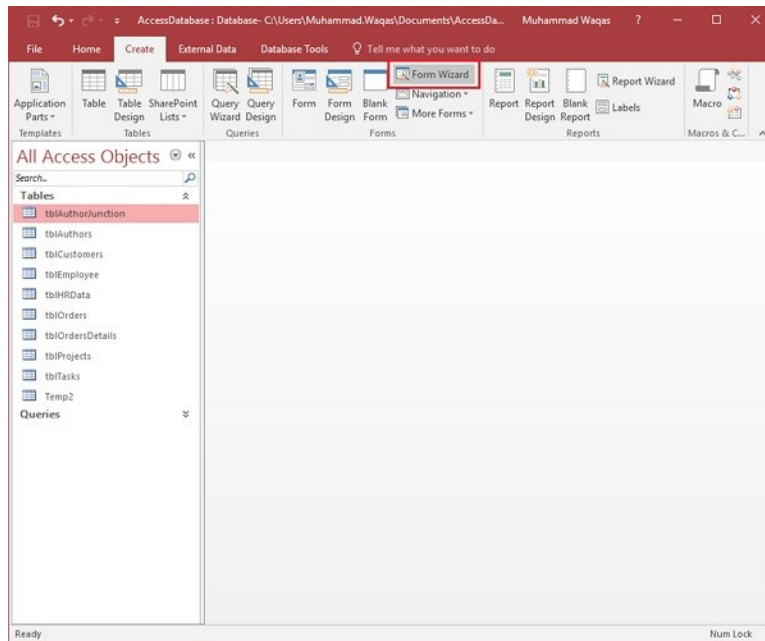 AccessDatabase : Database- C:\Users\Muhammad.Waqas\Documents\AccessDa... Muhammad Waqas ?
File Home Create External Data Database Tools Tell me what you want to do
Application Parts
Table
Table Design
SharePoint Lists
Query Wizard
Query Design
Form
Form Design
Blank Form
Form Wizard
Navigation
More Forms
Report
Report Design
Blank Report
Report Wizard
Labels
Macro
Templates Tables Queries Forms Reports Macros & C...
All Access Objects
Search...
Tables
tblAuthorJunction
tblAuthors
tblCustomers
tblEmployee
tblHRData
tblOrders
tblOrdersDetails
tblProjects
tblTasks
Temp2
Queries
Ready Num Lock